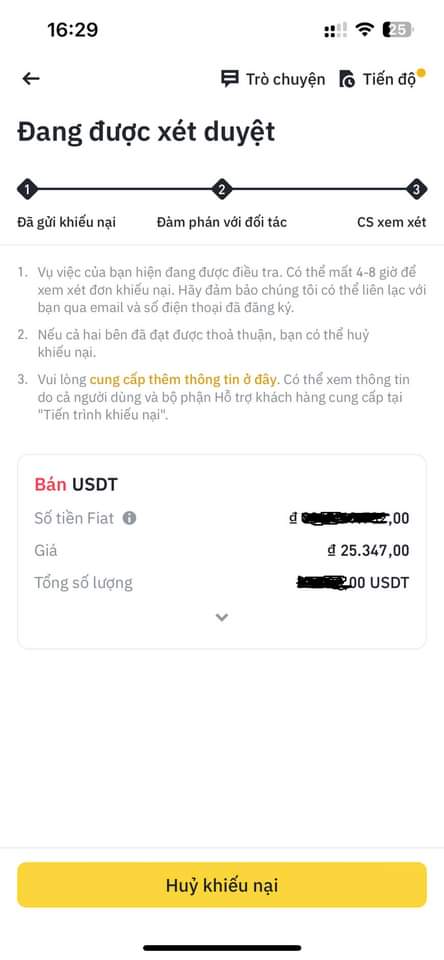 16:29
25
Trò chuyện
Tiến độ
Đang được xét duyệt
1
2
3
Đã gửi khiếu nại
Đàm phán với đối tác
CS xem xét
1. Vụ việc của bạn hiện đang được điều tra. Có thể mất 4-8 giờ để
xem xét đơn khiếu nại. Hãy đảm bảo chúng tôi có thể liên lạc với
bạn qua email và số điện thoại đã đăng ký.
2. Nếu cả hai bên đã đạt được thoả thuận, bạn có thể huỷ
khiếu nại.
3. Vui lòng cung cấp thêm thông tin ở đây. Có thể xem thông tin
do cả người dùng và bộ phận Hỗ trợ khách hàng cung cấp tại
"Tiến trình khiếu nại".
Bán USDT
Số tiền Fiat
đ ,00
Giá
đ 25.347,00
Tổng số lượng
,00 USDT
Huỷ khiếu nại